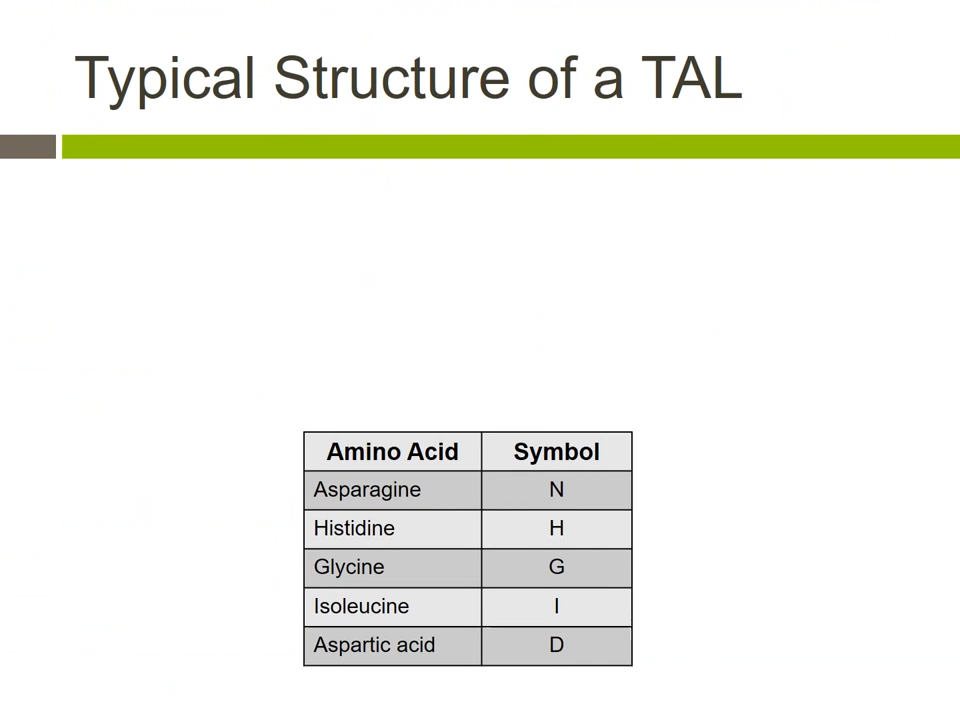 Typical Structure of a TAL
Amino Acid Symbol
Asparagine N
Histidine H
Glycine G
Isoleucine I
Aspartic acid D